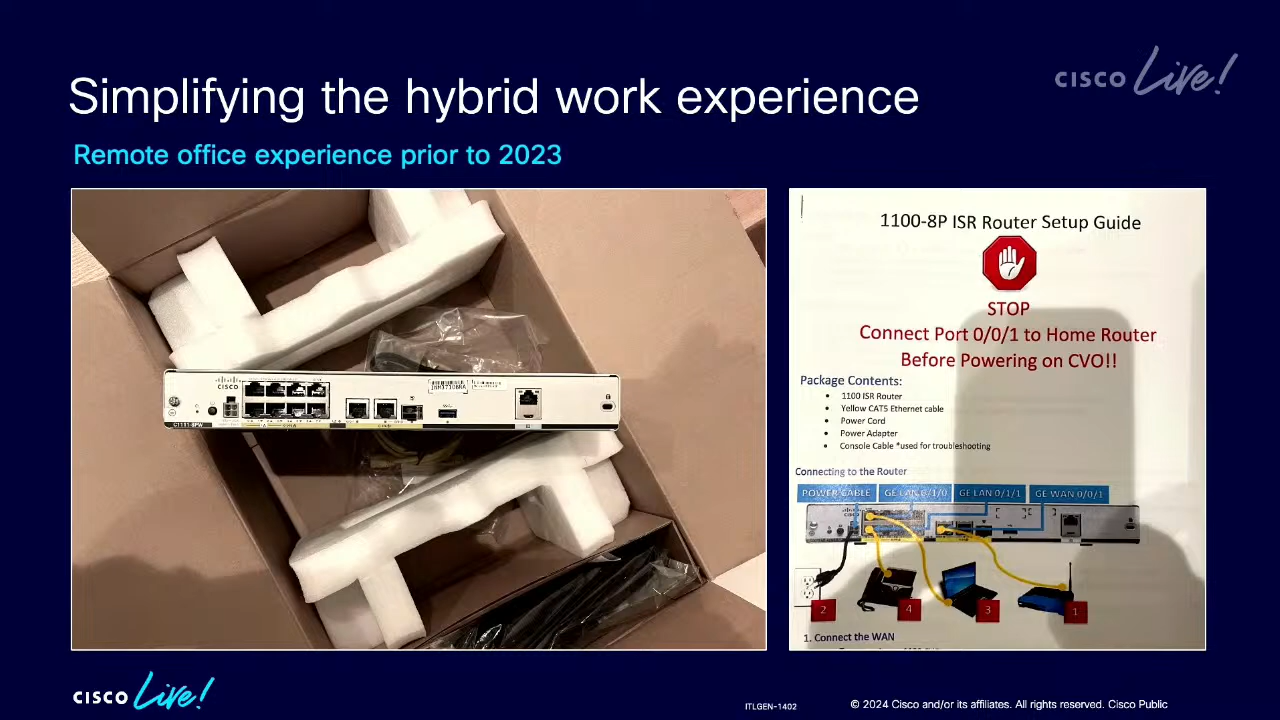 Simplifying the hybrid work experience
CISCO Live!
Remote office experience prior to 2023
CISCO
C1111-8PW
1100-8P ISR Router Setup Guide
STOP
Connect Port 0/0/1 to Home Router
Before Powering on CVO!!
Package Contents:
• 1100 ISR Router
• Yellow CAT5 Ethernet cable
• Power Cord
• Power Adapter
• Console Cable *used for troubleshooting
Connecting to the Router
POWER CABLE GE LAN 0/1/0 GE LAN 0/1/1 GE WAN 0/0/1
2 4 3 1
1. Connect the WAN
CISCO Live!
ITLGEN-1402
© 2024 Cisco and/or its affiliates. All rights reserved. Cisco Public